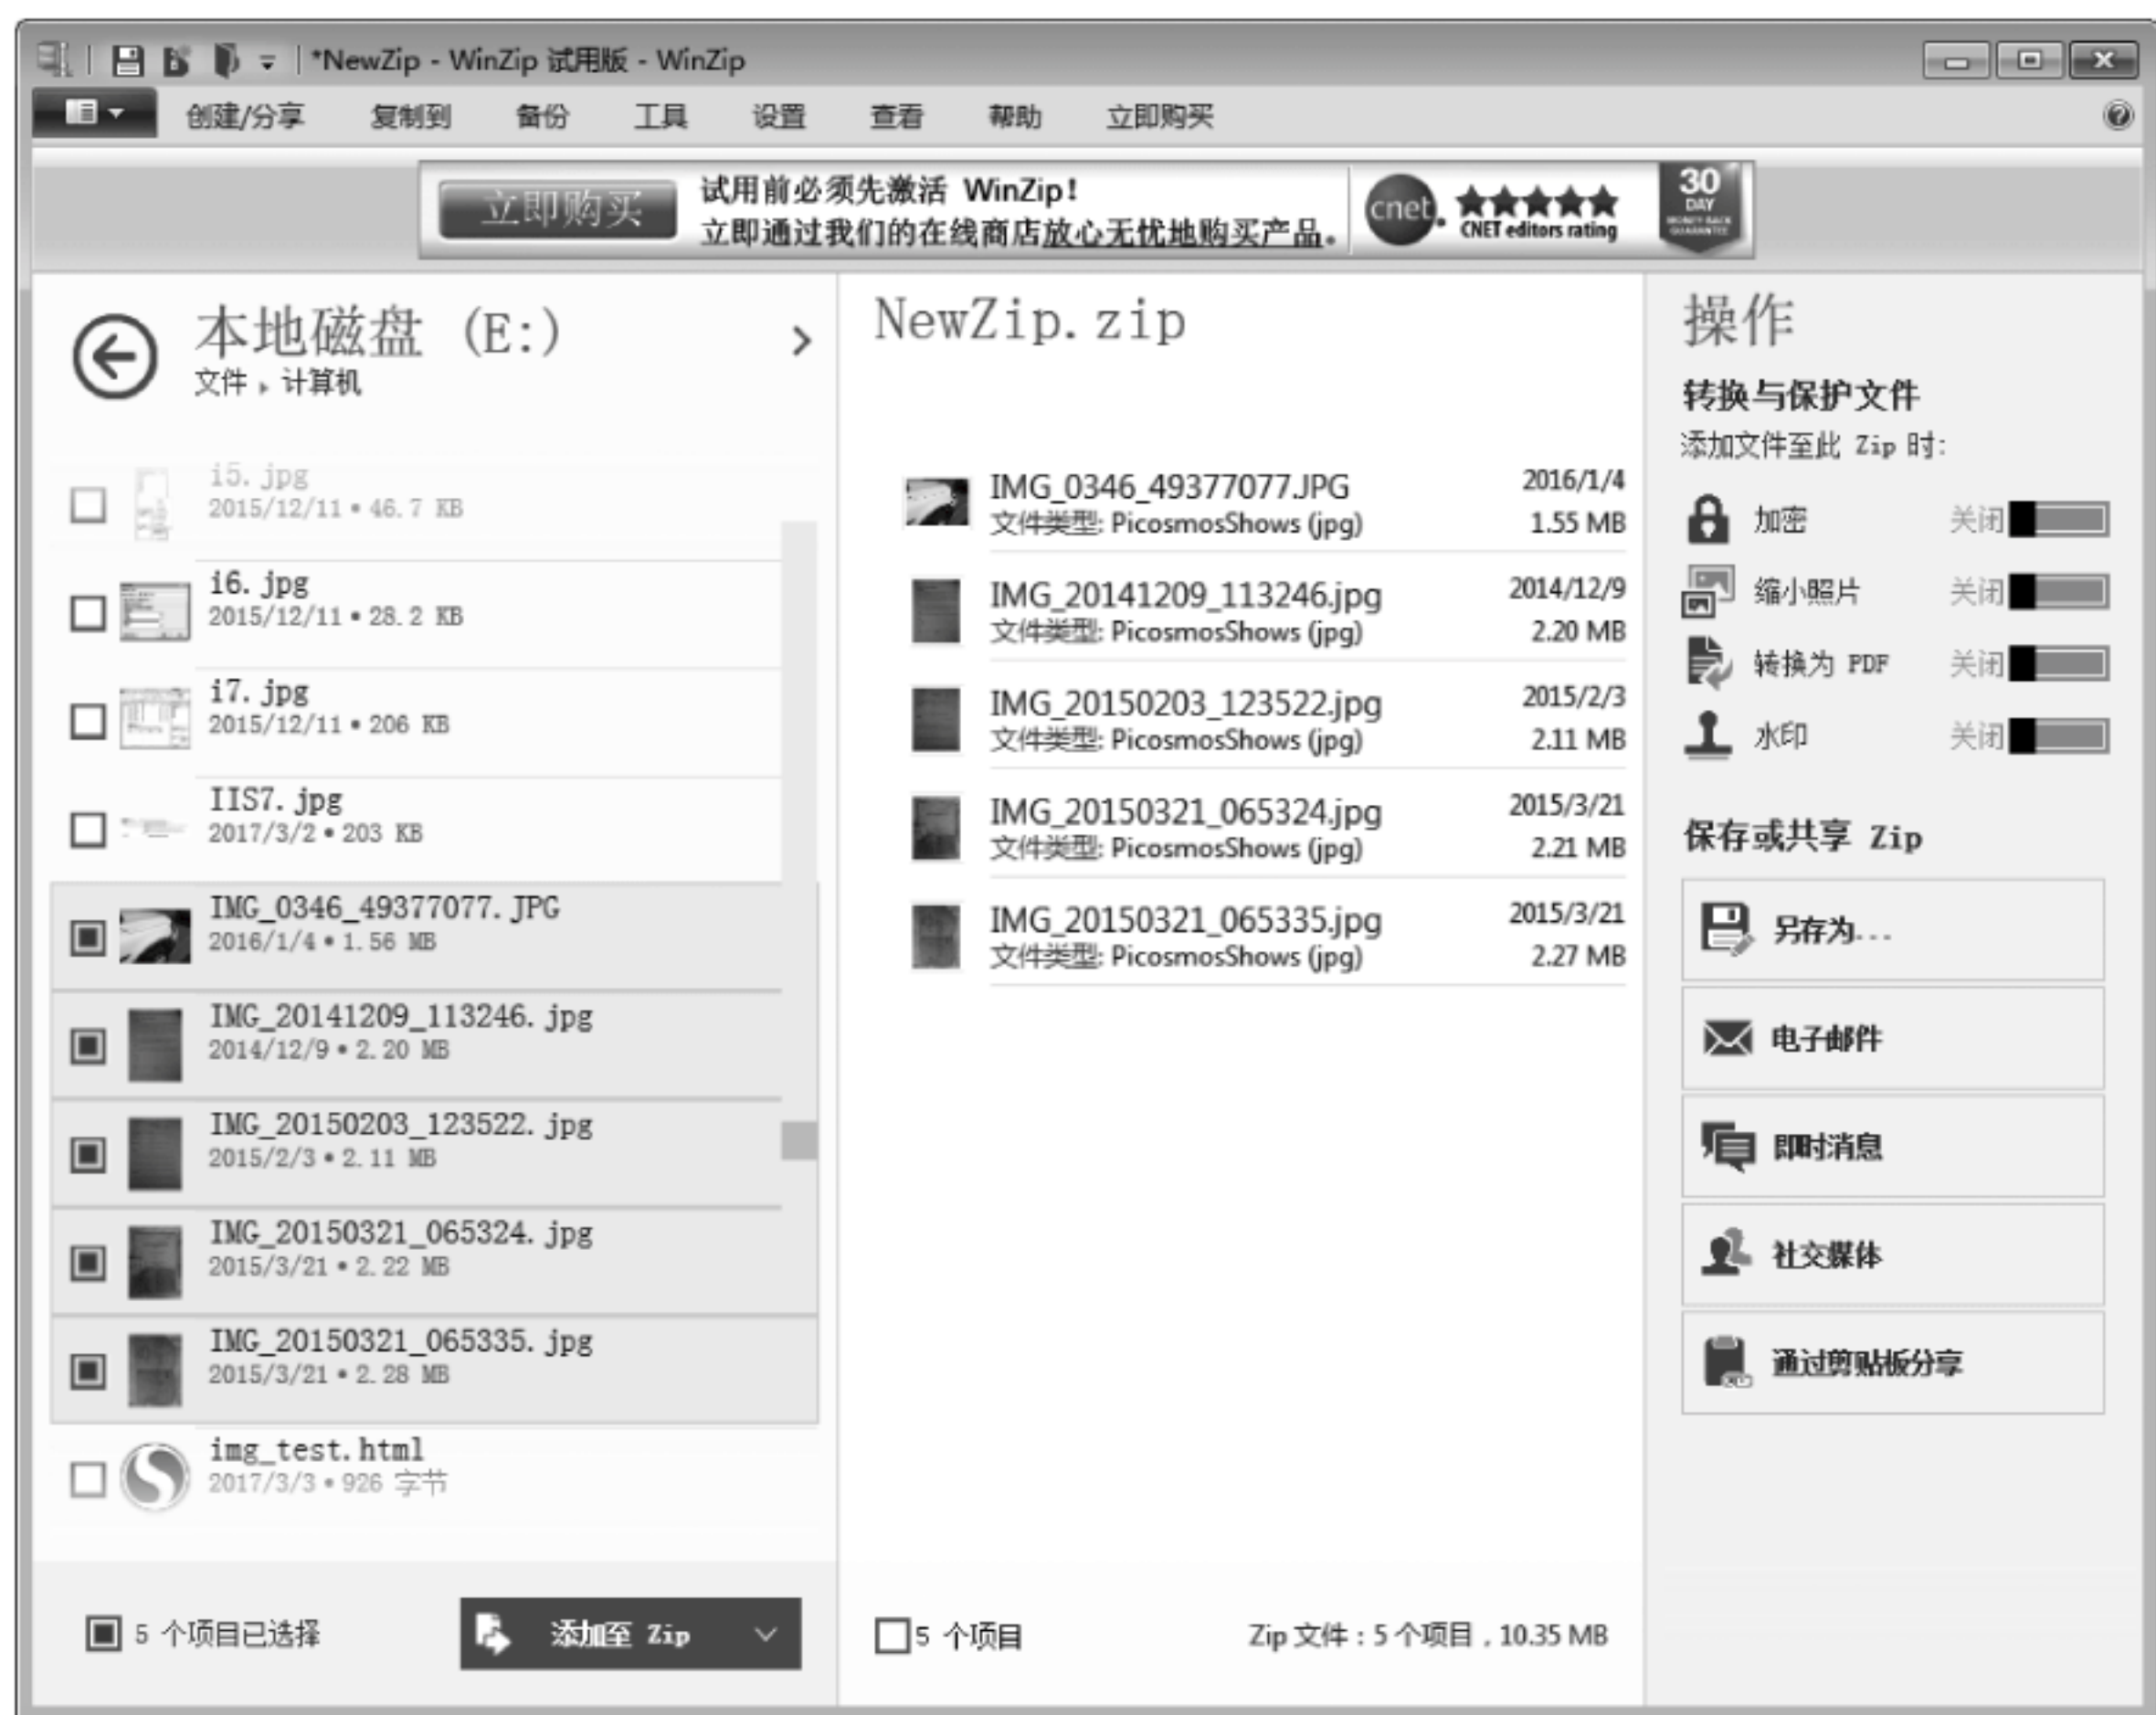 *NewZip - WinZip 试用版 - WinZip
创建/分享 复制到 备份 工具 设置 查看 帮助 立即购买
立即购买
试用前必须先激活 WinZip!
立即通过我们的在线商店放心无忧地购买产品。
cnet.
CNET editors rating
30
DAY
MONEY BACK
GUARANTEE
本地磁盘 (E:)
文件 ▸ 计算机
i5.jpg
2015/12/11 • 46.7 KB
i6.jpg
2015/12/11 • 28.2 KB
i7.jpg
2015/12/11 • 206 KB
IIS7.jpg
2017/3/2 • 203 KB
IMG_0346_49377077.JPG
2016/1/4 • 1.56 MB
IMG_20141209_113246.jpg
2014/12/9 • 2.20 MB
IMG_20150203_123522.jpg
2015/2/3 • 2.11 MB
IMG_20150321_065324.jpg
2015/3/21 • 2.22 MB
IMG_20150321_065335.jpg
2015/3/21 • 2.28 MB
img_test.html
2017/3/3 • 926 字节
5 个项目已选择
添加至 Zip
NewZip.zip
IMG_0346_49377077.JPG 2016/1/4
文件类型: PicosmosShows (jpg) 1.55 MB
IMG_20141209_113246.jpg 2014/12/9
文件类型: PicosmosShows (jpg) 2.20 MB
IMG_20150203_123522.jpg 2015/2/3
文件类型: PicosmosShows (jpg) 2.11 MB
IMG_20150321_065324.jpg 2015/3/21
文件类型: PicosmosShows (jpg) 2.21 MB
IMG_20150321_065335.jpg 2015/3/21
文件类型: PicosmosShows (jpg) 2.27 MB
5 个项目
Zip 文件：5 个项目，10.35 MB
操作
转换与保护文件
添加文件至此 Zip 时:
加密 关闭
缩小照片 关闭
转换为 PDF 关闭
水印 关闭
保存或共享 Zip
另存为...
电子邮件
即时消息
社交媒体
通过剪贴板分享